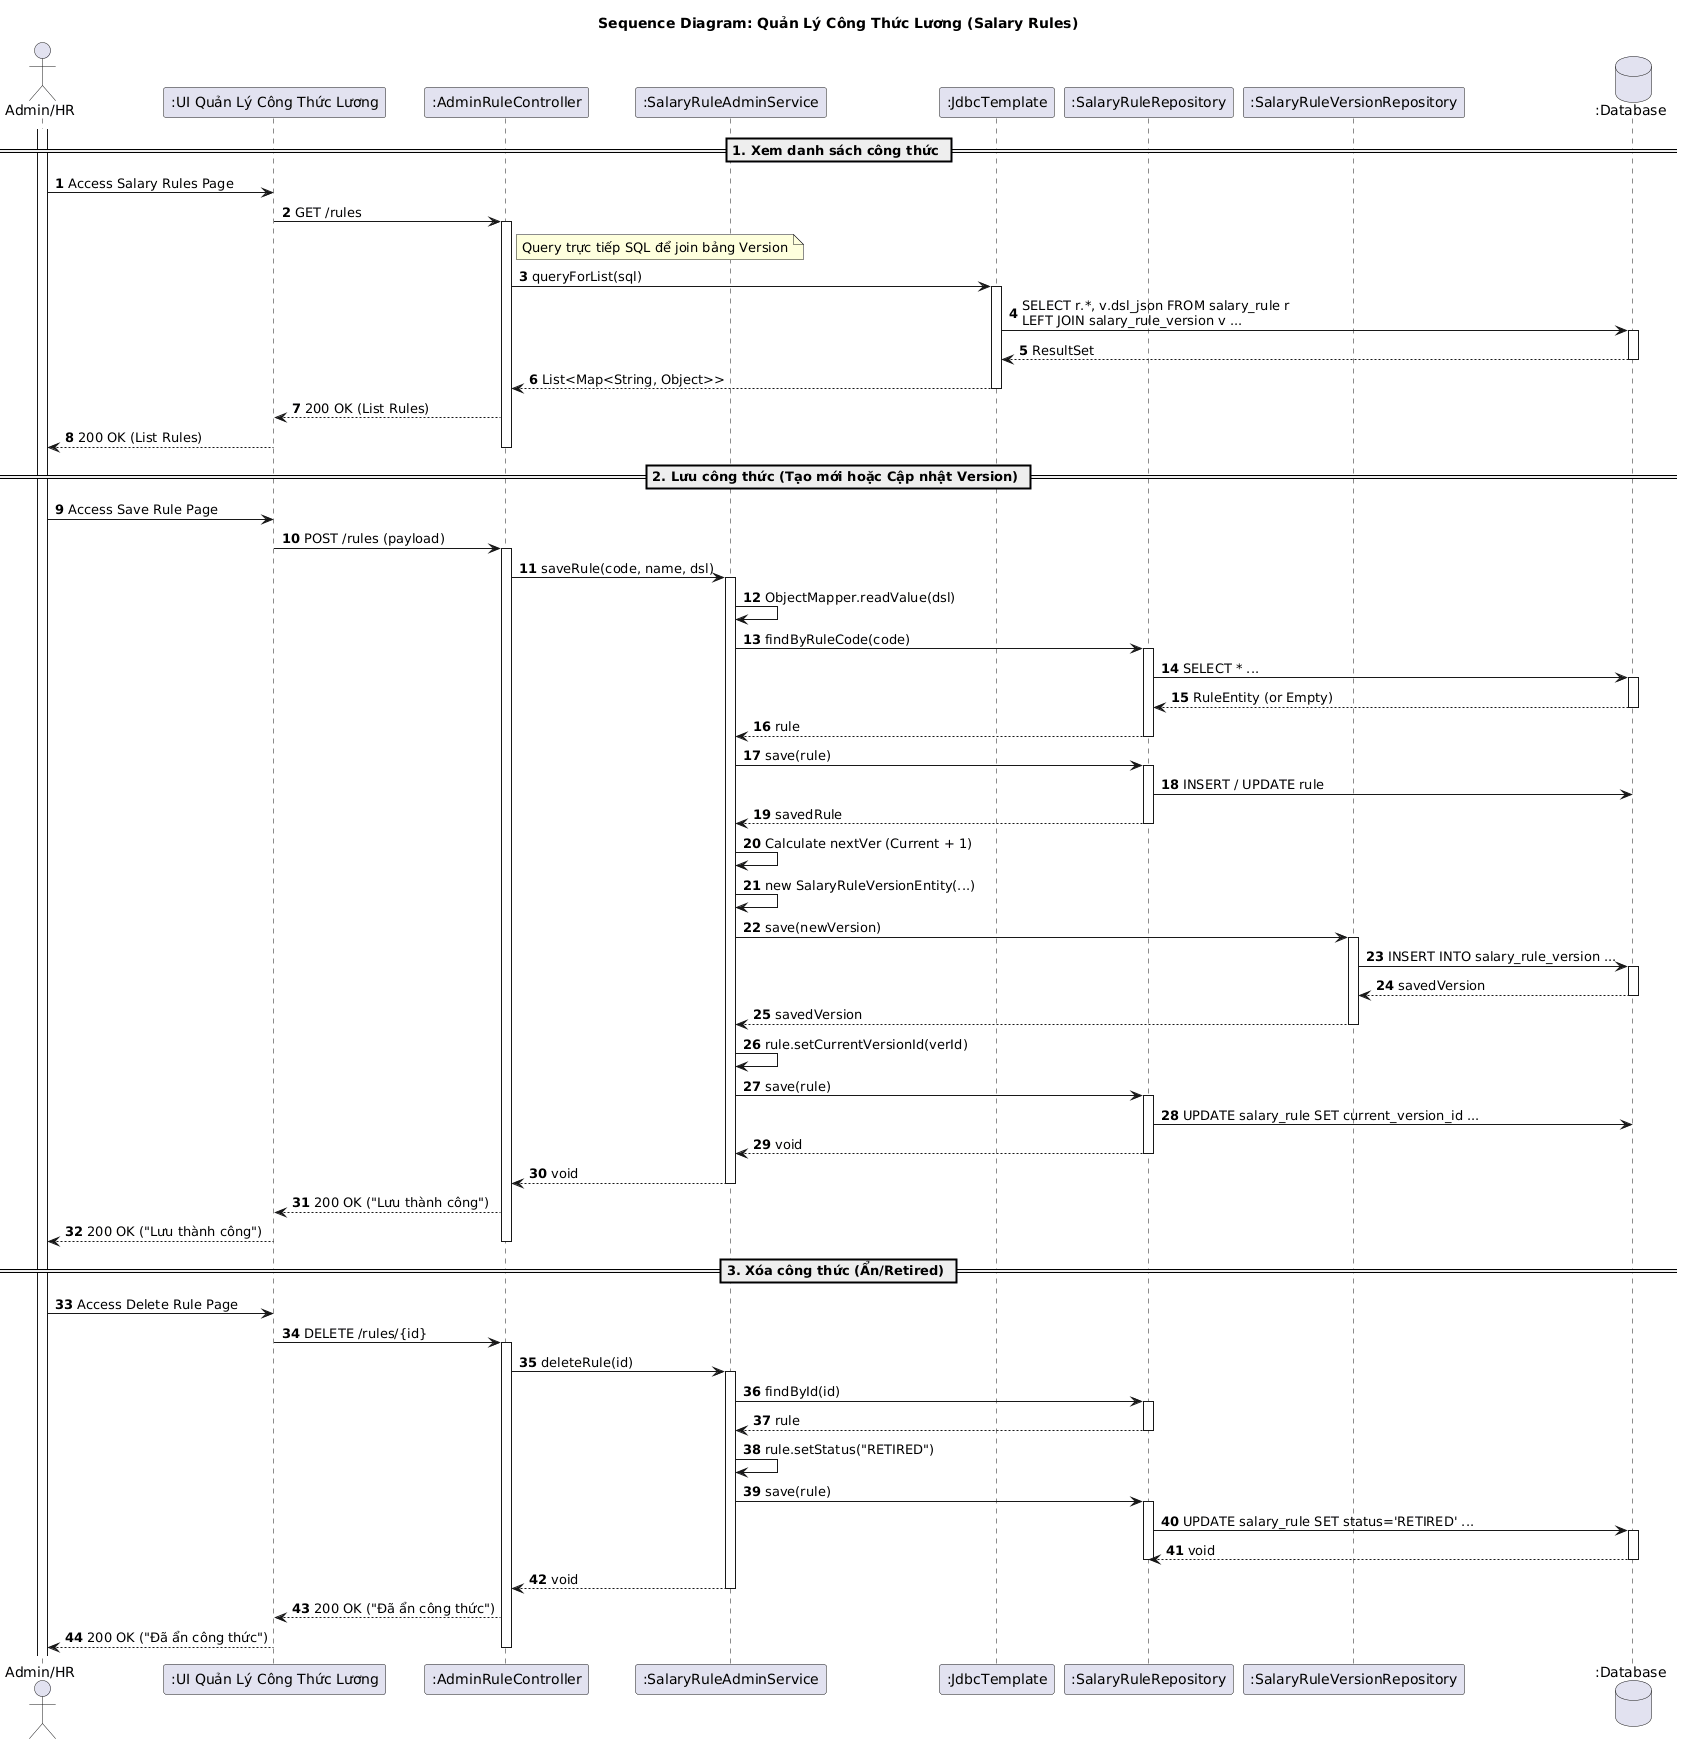 Sequence Diagram: Quản Lý Công Thức Lương (Salary Rules)
Admin/HR
:UI Quản Lý Công Thức Lương
:AdminRuleController
:SalaryRuleAdminService
:JdbcTemplate
:SalaryRuleRepository
:SalaryRuleVersionRepository
:Database
1. Xem danh sách công thức
1 Access Salary Rules Page
2 GET /rules
Query trực tiếp SQL để join bảng Version
3 queryForList(sql)
4 SELECT r.*, v.dsl_json FROM salary_rule r
LEFT JOIN salary_rule_version v ...
5 ResultSet
6 List<Map<String, Object>>
7 200 OK (List Rules)
8 200 OK (List Rules)
2. Lưu công thức (Tạo mới hoặc Cập nhật Version)
9 Access Save Rule Page
10 POST /rules (payload)
11 saveRule(code, name, dsl)
12 ObjectMapper.readValue(dsl)
13 findByRuleCode(code)
14 SELECT * ...
15 RuleEntity (or Empty)
16 rule
17 save(rule)
18 INSERT / UPDATE rule
19 savedRule
20 Calculate nextVer (Current + 1)
21 new SalaryRuleVersionEntity(...)
22 save(newVersion)
23 INSERT INTO salary_rule_version ...
24 savedVersion
25 savedVersion
26 rule.setCurrentVersionId(verId)
27 save(rule)
28 UPDATE salary_rule SET current_version_id ...
29 void
30 void
31 200 OK ("Lưu thành công")
32 200 OK ("Lưu thành công")
3. Xóa công thức (Ẩn/Retired)
33 Access Delete Rule Page
34 DELETE /rules/{id}
35 deleteRule(id)
36 findById(id)
37 rule
38 rule.setStatus("RETIRED")
39 save(rule)
40 UPDATE salary_rule SET status='RETIRED' ...
41 void
42 void
43 200 OK ("Đã ẩn công thức")
44 200 OK ("Đã ẩn công thức")
Admin/HR
:UI Quản Lý Công Thức Lương
:AdminRuleController
:SalaryRuleAdminService
:JdbcTemplate
:SalaryRuleRepository
:SalaryRuleVersionRepository
:Database